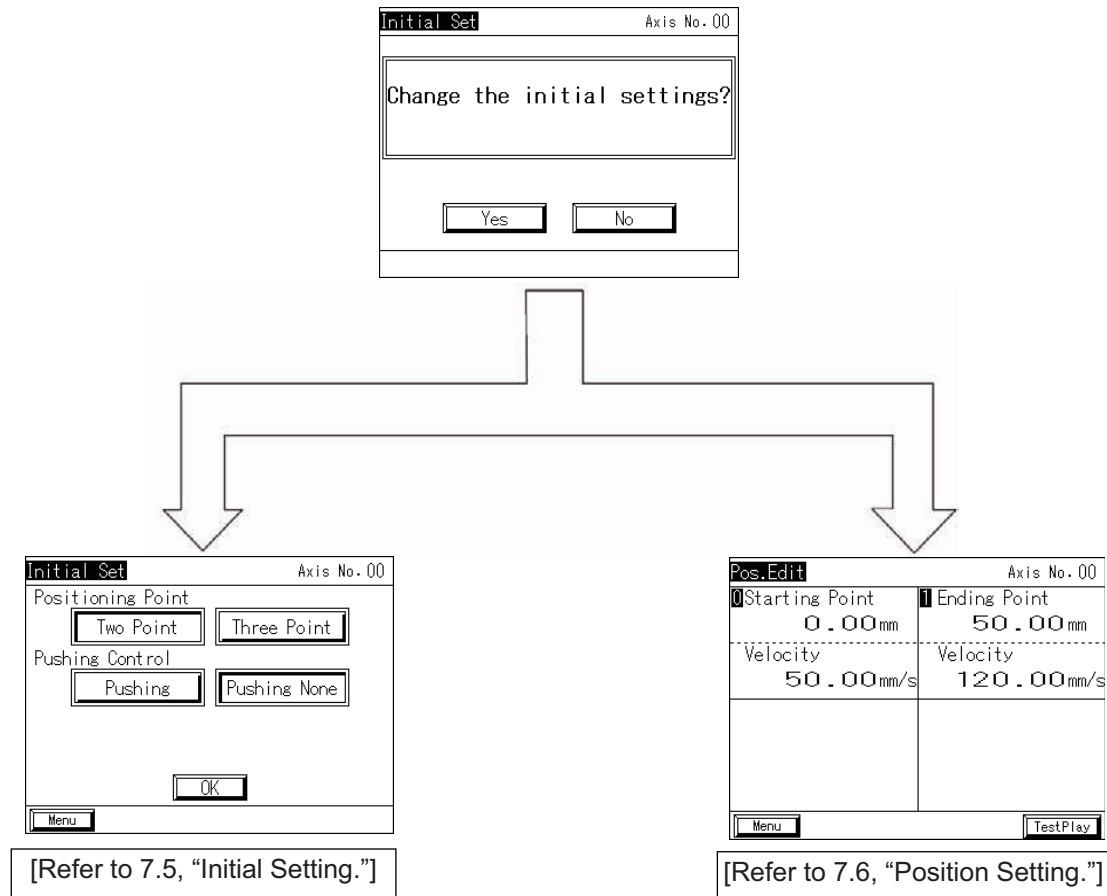 Initial Set Axis No.00
Change the initial settings?
Yes No
Initial Set Axis No.00
Positioning Point
Two Point Three Point
Pushing Control
Pushing Pushing None
OK
Menu
[Refer to 7.5, “Initial Setting.”]
Pos.Edit Axis No.00
0 Starting Point 1 Ending Point
0.00mm 50.00mm
Velocity Velocity
50.00mm/s 120.00mm/s
Menu TestPlay
[Refer to 7.6, “Position Setting.”]